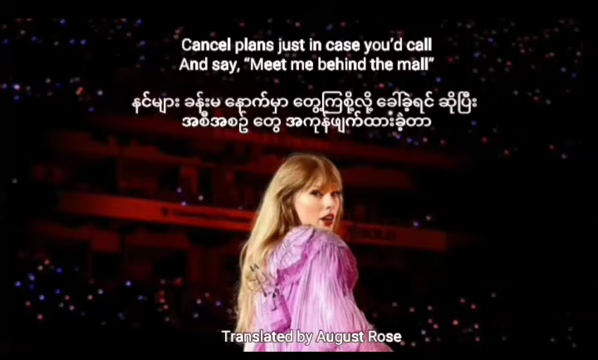 Cancel plans just in case you'd call
And say, “Meet me behind the mall”
နင်များ ခန်းမ နောက်မှာ တွေ့ကြစို့လို့ ခေါ်ခဲ့ရင် ဆိုပြီး
အစီအစဉ် တွေ အကုန်ဖျက်ထားခဲ့တာ
Translated by August Rose